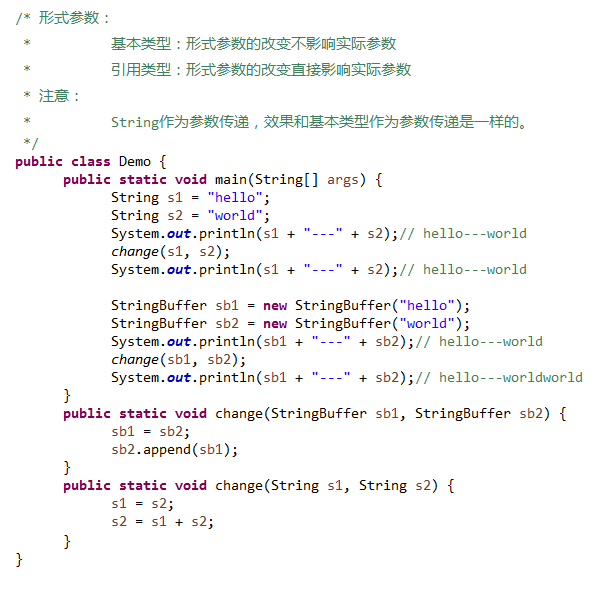 /* 形式参数：
 *          基本类型：形式参数的改变不影响实际参数
 *          引用类型：形式参数的改变直接影响实际参数
 * 注意：
 *          String作为参数传递，效果和基本类型作为参数传递是一样的。
 */
public class Demo {
      public static void main(String[] args) {
            String s1 = "hello";
            String s2 = "world";
            System.out.println(s1 + "---" + s2);// hello---world
            change(s1, s2);
            System.out.println(s1 + "---" + s2);// hello---world

            StringBuffer sb1 = new StringBuffer("hello");
            StringBuffer sb2 = new StringBuffer("world");
            System.out.println(sb1 + "---" + sb2);// hello---world
            change(sb1, sb2);
            System.out.println(sb1 + "---" + sb2);// hello---worldworld
      }
      public static void change(StringBuffer sb1, StringBuffer sb2) {
            sb1 = sb2;
            sb2.append(sb1);
      }
      public static void change(String s1, String s2) {
            s1 = s2;
            s2 = s1 + s2;
      }
}